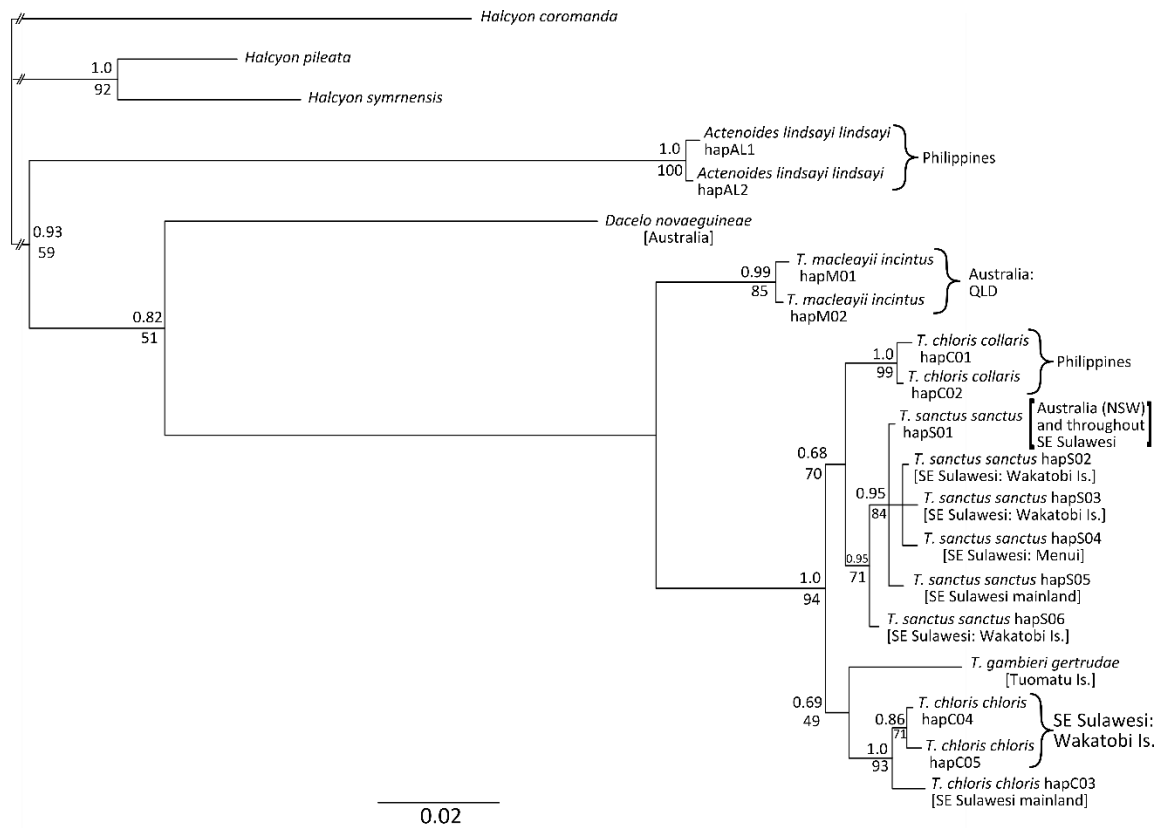 Halcyon coromanda
Halcyon pileata
1.0
92
Halcyon symrnensis
Actenoides lindsayi lindsayi
hapAL1
1.0
100
Actenoides lindsayi lindsayi
hapAL2
Philippines
0.93
59
Dacelo novaeguineae
[Australia]
0.82
51
T. macleayii incintus
hapM01
0.99
85
T. macleayii incintus
hapM02
Australia:
QLD
T. chloris collaris
hapC01
1.0
99
T. chloris collaris
hapC02
Philippines
T. sanctus sanctus
hapS01
Australia (NSW)
and throughout
SE Sulawesi
0.68
70
T. sanctus sanctus hapS02
[SE Sulawesi: Wakatobi Is.]
0.95
84
T. sanctus sanctus hapS03
[SE Sulawesi: Wakatobi Is.]
T. sanctus sanctus hapS04
[SE Sulawesi: Menui]
0.95
71
1.0
94
T. sanctus sanctus hapS05
[SE Sulawesi mainland]
T. sanctus sanctus hapS06
[SE Sulawesi: Wakatobi Is.]
T. gambieri gertrudae
[Tuomatu Is.]
0.69
49
T. chloris chloris
hapC04
0.86
71
T. chloris chloris
hapC05
SE Sulawesi:
Wakatobi Is.
1.0
93
T. chloris chloris hapC03
[SE Sulawesi mainland]
0.02